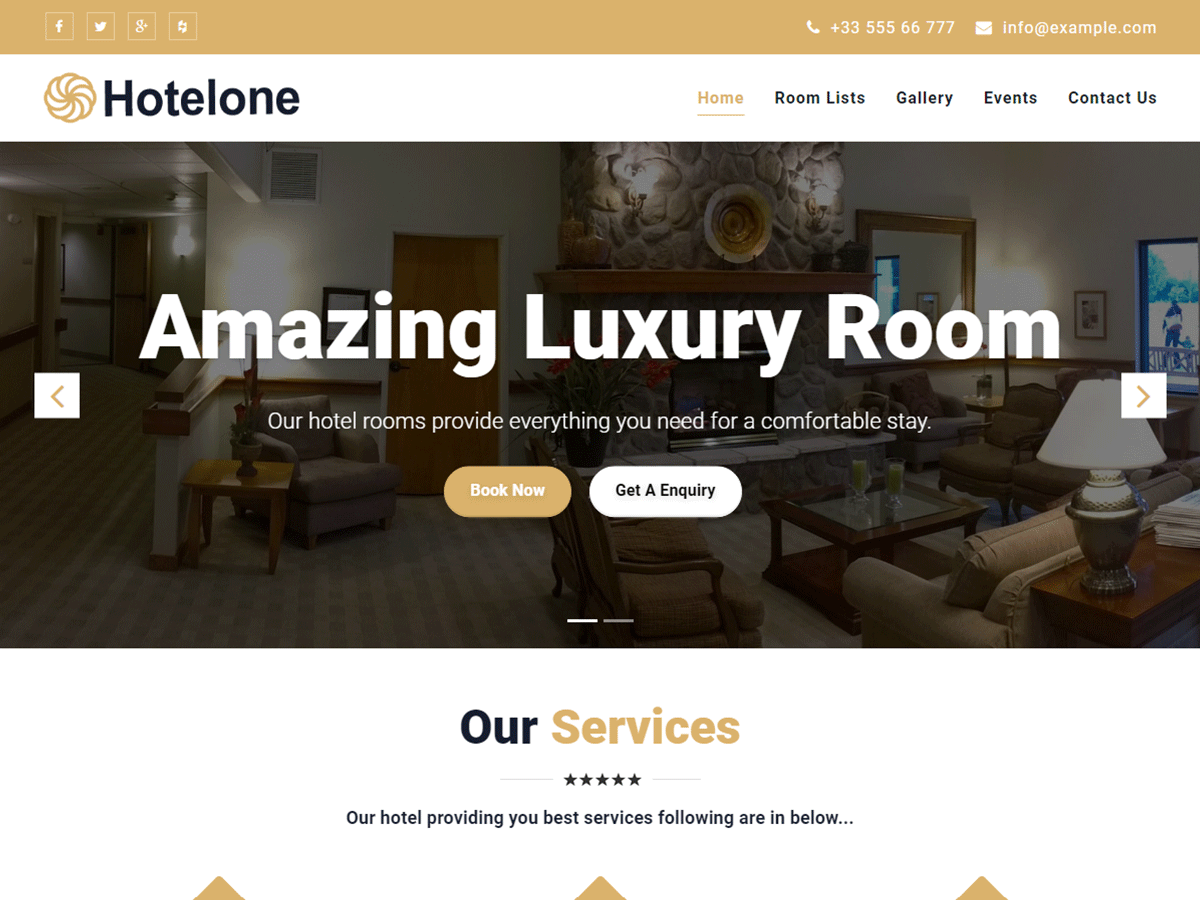 +33 555 66 777 info@example.com
Hotelone
Home Room Lists Gallery Events Contact Us
Amazing Luxury Room
Our hotel rooms provide everything you need for a comfortable stay.
Book Now Get A Enquiry
Our Services
Our hotel providing you best services following are in below...